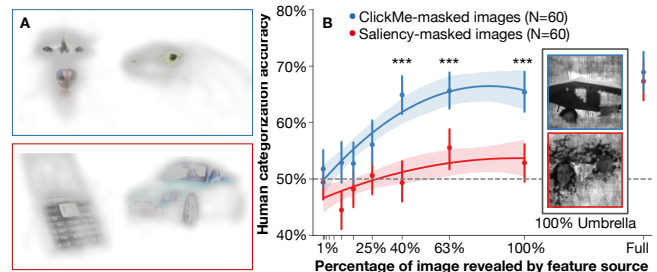 A
B
ClickMe-masked images (N=60)
Saliency-masked images (N=60)
Human categorization accuracy
80%
70%
60%
50%
40%
*** *** ***
100% Umbrella
1% 25% 40% 63% 100% Full
Percentage of image revealed by feature source